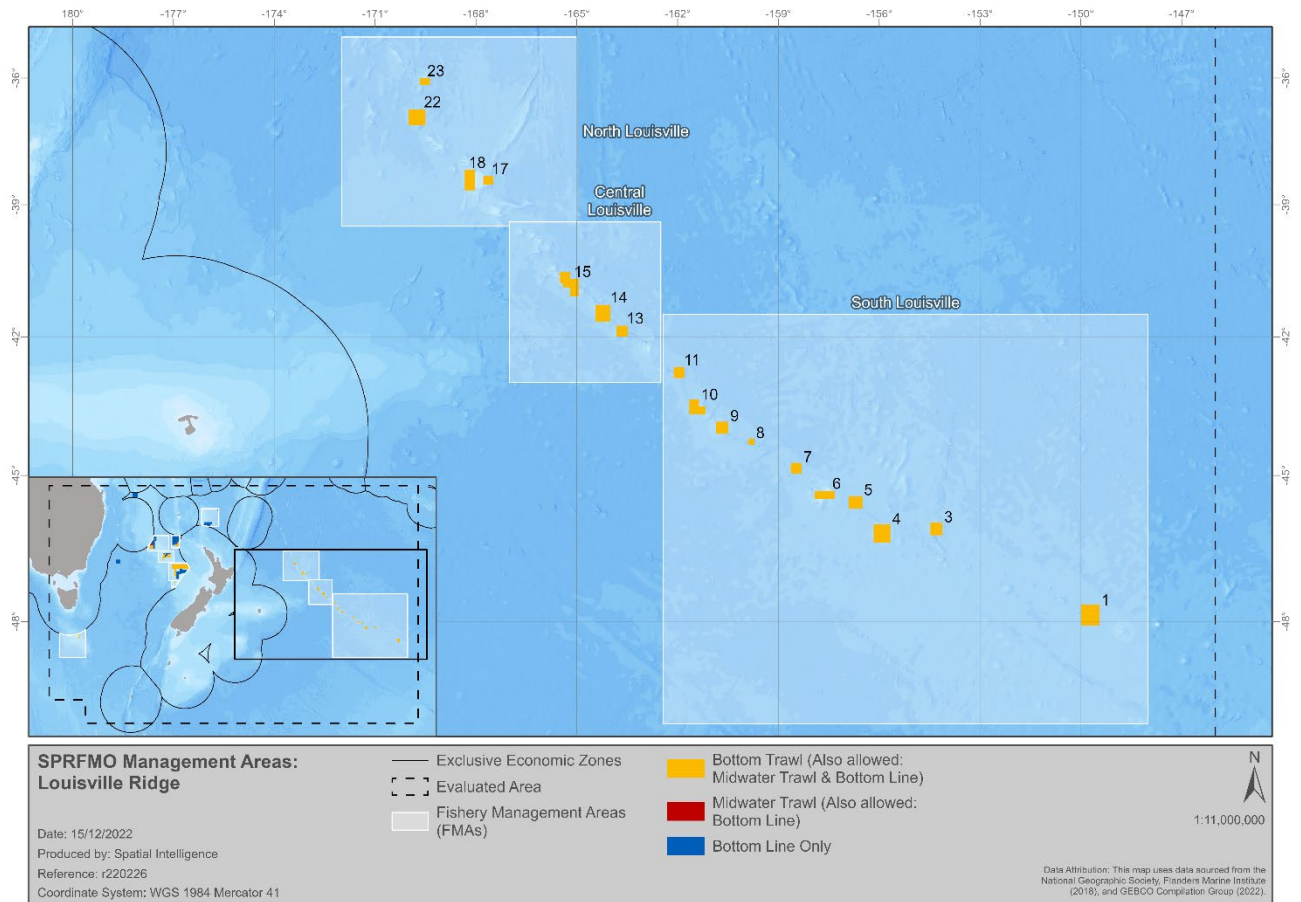 -180° -177° -174° -171° -168° -165° -162° -159° -156° -153° -150° -147°
-36° -36°
23
22
North Louisville
18 17
-39° -39°
Central
Louisville
15
14
13
South Louisville
-42° -42°
11
10
9
8
7
-45° -45°
6
5
4
3
1
-48° -48°
SPRFMO Management Areas:
Louisville Ridge
Date: 15/12/2022
Produced by: Spatial Intelligence
Reference: r220226
Coordinate System: WGS 1984 Mercator 41
Exclusive Economic Zones
Evaluated Area
Fishery Management Areas
(FMAs)
Bottom Trawl (Also allowed:
Midwater Trawl & Bottom Line)
Midwater Trawl (Also allowed:
Bottom Line)
Bottom Line Only
N
1:11,000,000
Data Attribution: This map uses data sourced from the
National Geographic Society, Flanders Marine Institute
(2018), and GEBCO Compilation Group (2022).